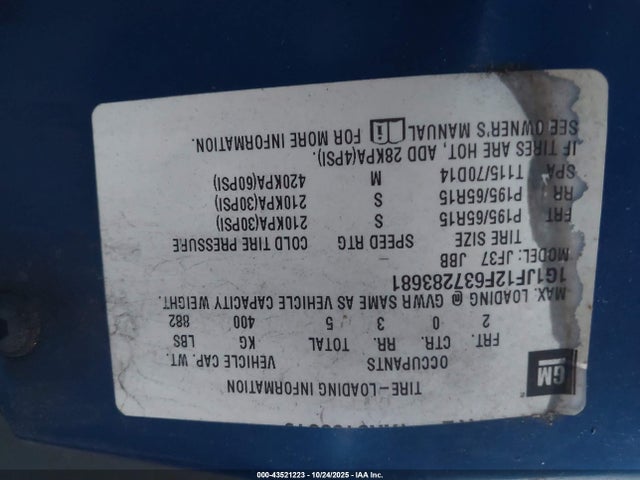 TIRE-LOADING INFORMATION
GM
OCCUPANTS VEHICLE CAP. WT.
FRT. CTR. RR. TOTAL KG LBS
2 0 3 5 400 882
MAX. LOADING @ GVWR SAME AS VEHICLE CAPACITY WEIGHT.
1G1JF12F637283681
MODEL: JF37 JBB
TIRE SIZE SPEED RTG COLD TIRE PRESSURE
FRT P195/65R15 S 210KPA(30PSI)
RR P195/65R15 S 210KPA(30PSI)
SPA T115/70D14 M 420KPA(60PSI)
IF TIRES ARE HOT, ADD 28KPA(4PSI).
SEE OWNER'S MANUAL FOR MORE INFORMATION.
000-43521223 - 10/24/2025 - IAA Inc.